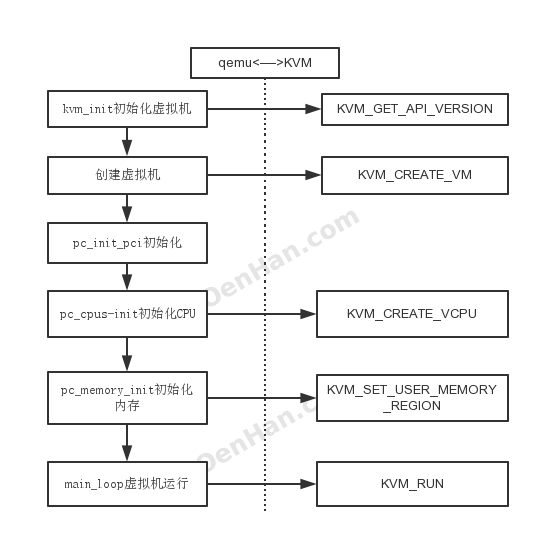 qemu<—>KVM
kvm_init初始化虚拟机
KVM_GET_API_VERSION
创建虚拟机
KVM_CREATE_VM
pc_init_pci初始化
pc_cpus-init初始化CPU
KVM_CREATE_VCPU
pc_memory_init初始化
内存
KVM_SET_USER_MEMORY
_REGION
main_loop虚拟机运行
KVM_RUN
OenHan.com
OenHan.c